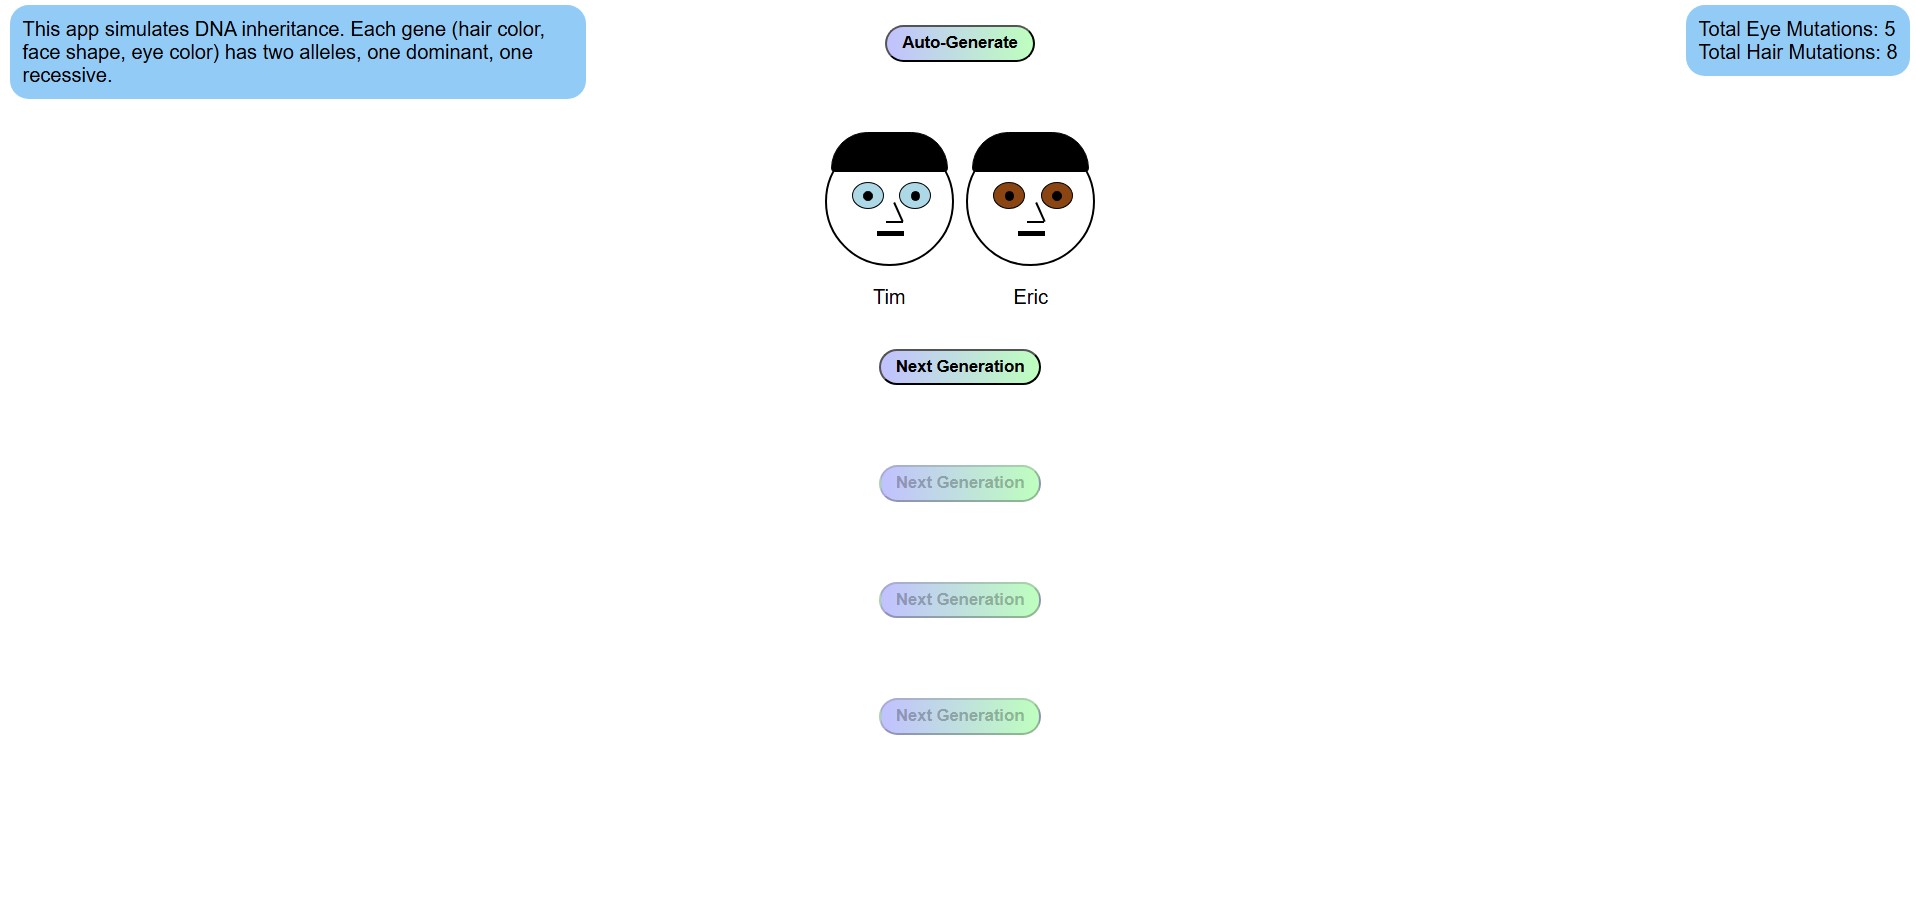 This app simulates DNA inheritance. Each gene (hair color,
face shape, eye color) has two alleles, one dominant, one
recessive.
Auto-Generate
Total Eye Mutations: 5
Total Hair Mutations: 8
Tim
Eric
Next Generation
Next Generation
Next Generation
Next Generation